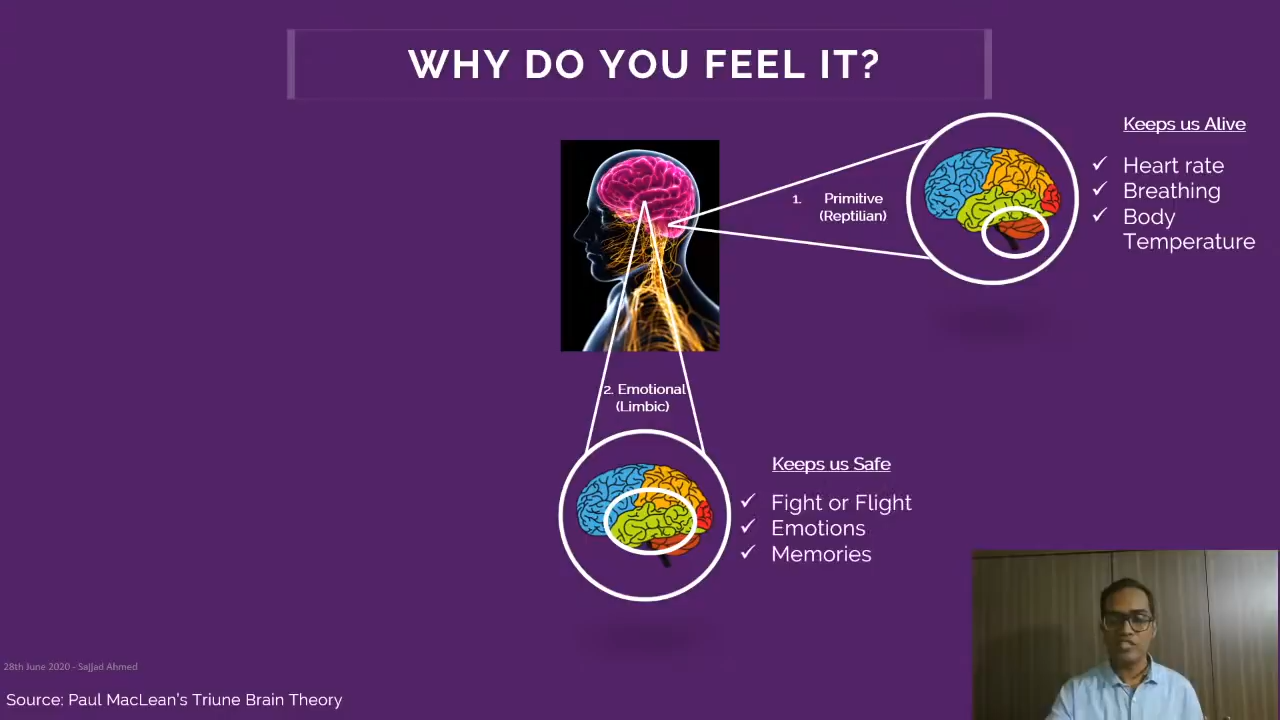 WHY DO YOU FEEL IT?
Keeps us Alive
✓ Heart rate
✓ Breathing
✓ Body
Temperature
1. Primitive
(Reptilian)
2. Emotional
(Limbic)
Keeps us Safe
✓ Fight or Flight
✓ Emotions
✓ Memories
28th June 2020 - Sajjad Ahmed
Source: Paul MacLean's Triune Brain Theory